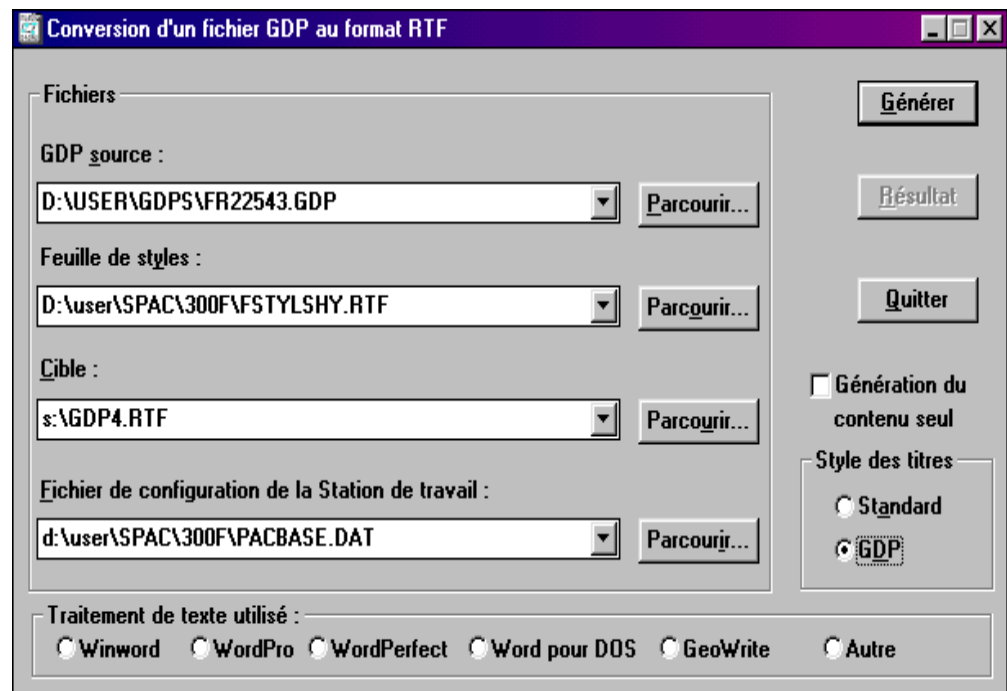 Conversion d'un fichier GDP au format RTF
Fichiers
GDP source :
D:\USER\GDPS\FR22543.GDP
Parcourir...
Feuille de styles :
D:\user\SPAC\300F\FSTYLSHY.RTF
Parcourir...
Cible :
s:\GDP4.RTF
Parcourir...
Fichier de configuration de la Station de travail :
d:\user\SPAC\300F\PACBASE.DAT
Parcourir...
Générer
Résultat
Quitter
Génération du
contenu seul
Style des titres
Standard
GDP
Traitement de texte utilisé :
Winword WordPro WordPerfect Word pour DOS GeoWrite Autre